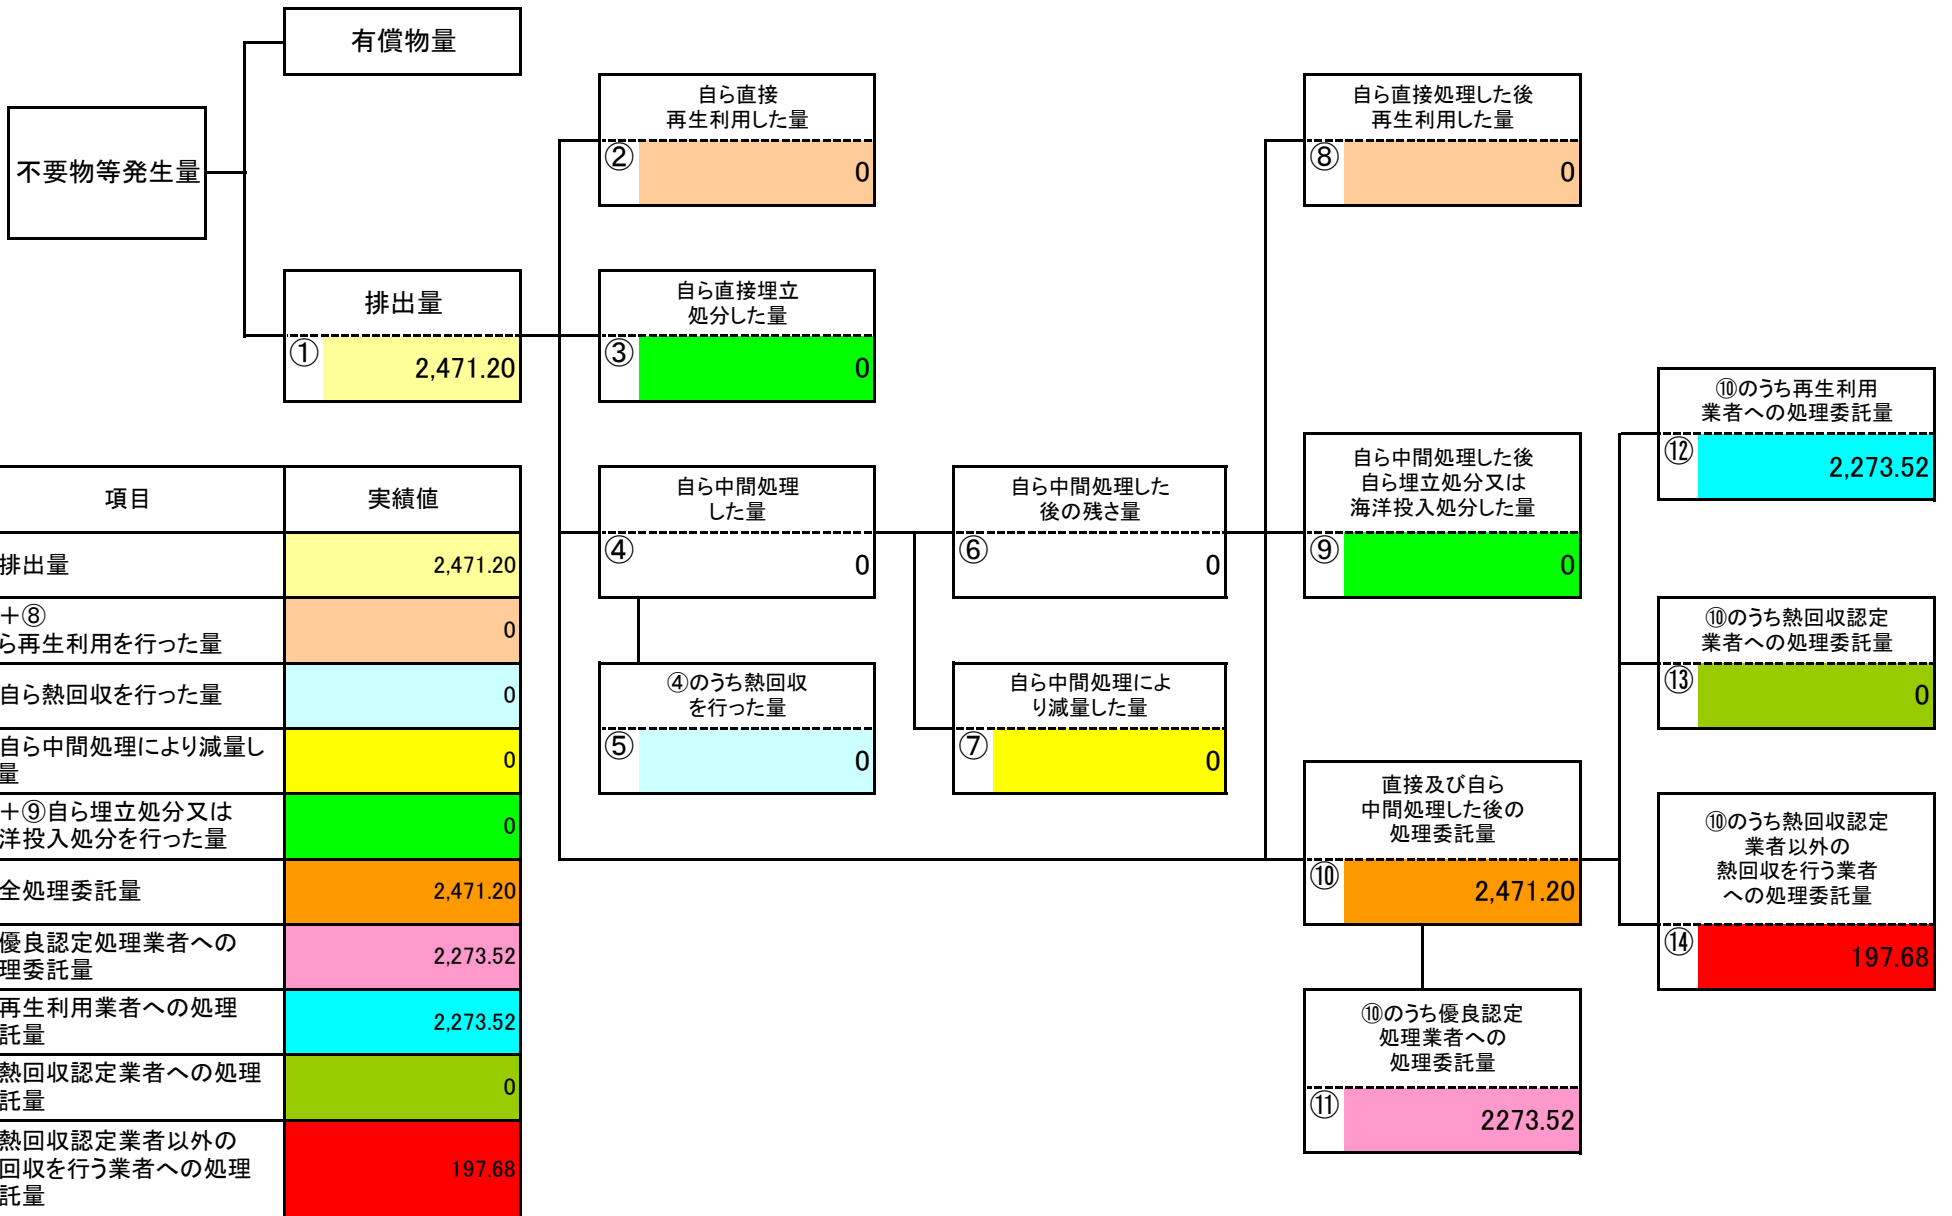 有償物量
不要物等発生量
排出量
①
2,471.20
自ら直接
再生利用した量
②
0
自ら直接埋立
処分した量
③
0
自ら中間処理
した量
④
0
④のうち熱回収
を行った量
⑤
0
自ら中間処理した
後の残さ量
⑥
0
自ら中間処理によ
り減量した量
⑦
0
自ら直接処理した後
再生利用した量
⑧
0
自ら中間処理した後
自ら埋立処分又は
海洋投入処分した量
⑨
0
直接及び自ら
中間処理した後の
処理委託量
⑩
2,471.20
⑩のうち優良認定
処理業者への
処理委託量
⑪
2273.52
⑩のうち再生利用
業者への処理委託量
⑫
2,273.52
⑩のうち熱回収認定
業者への処理委託量
⑬
0
⑩のうち熱回収認定
業者以外の
熱回収を行う業者
への処理委託量
⑭
197.68
項目
実績値
排出量
2,471.20
＋⑧
ら再生利用を行った量
0
自ら熱回収を行った量
0
自ら中間処理により減量し
量
0
＋⑨自ら埋立処分又は
洋投入処分を行った量
0
全処理委託量
2,471.20
優良認定処理業者への
理委託量
2,273.52
再生利用業者への処理
託量
2,273.52
熱回収認定業者への処理
託量
0
熱回収認定業者以外の
回収を行う業者への処理
託量
197.68